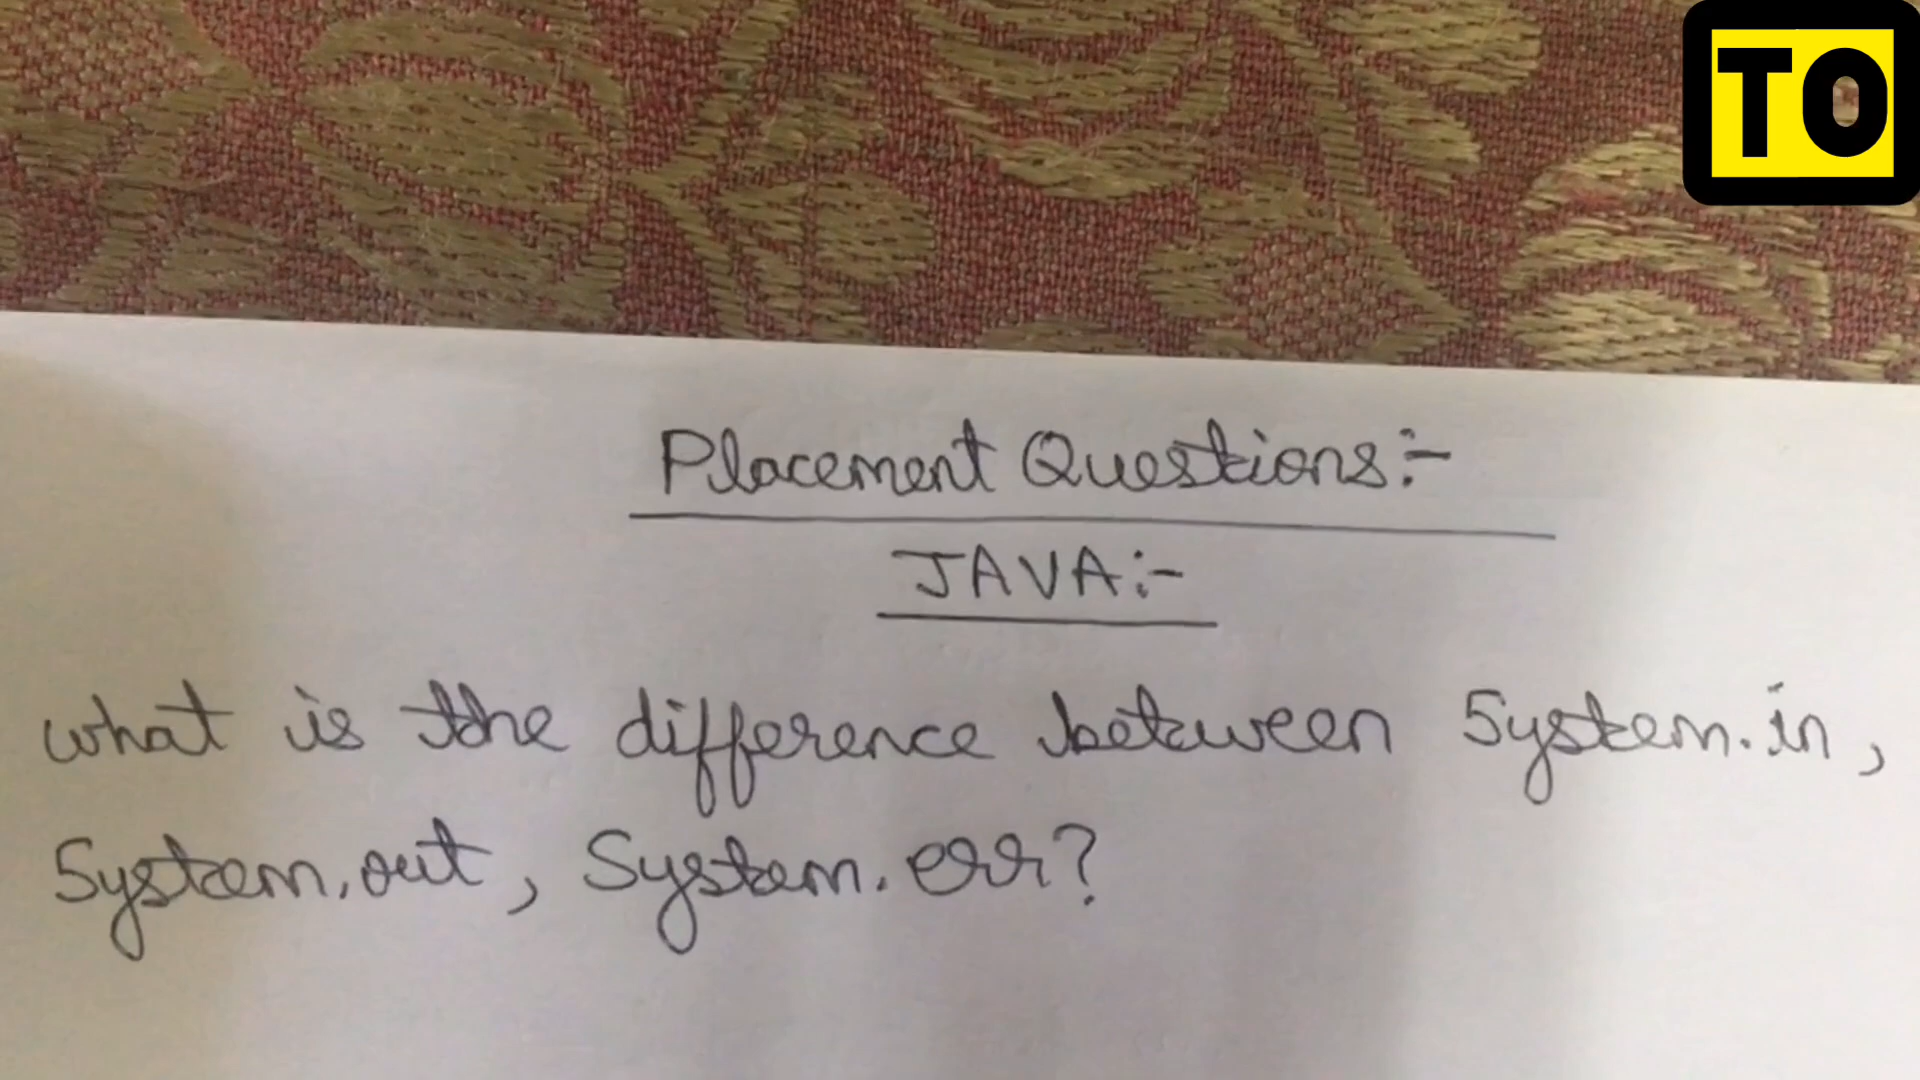 TO
Placement Questions:-
JAVA:-
what is the difference between System.in,
System.out, System.err?